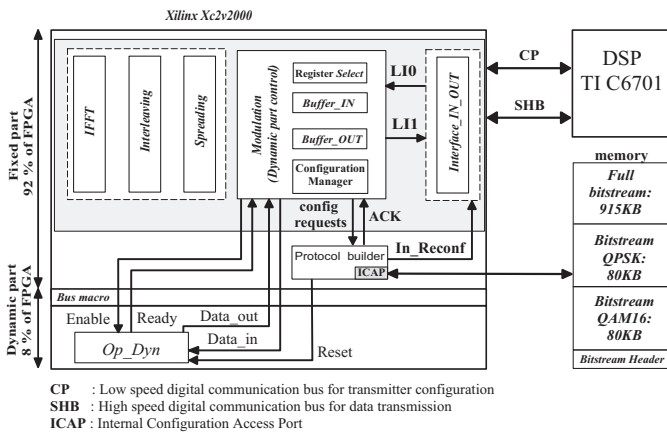 Xilinx Xc2v2000
Fixed part
92 % of FPGA
Dynamic part
8 % of FPGA
IFFT
Interleaving
Spreading
Modulation
(Dynamic part control)
Register Select
Buffer_IN
Buffer_OUT
Configuration
Manager
LI0
LI1
Interface_IN_OUT
CP
SHB
DSP
TI C6701
memory
Full
bitstream:
915KB
Bitstream
QPSK:
80KB
Bitstream
QAM16:
80KB
Bitstream Header
config
requests
ACK
In_Reconf
Protocol builder
ICAP
Bus macro
Enable
Ready
Data_out
Data_in
Reset
Op_Dyn
CP : Low speed digital communication bus for transmitter configuration
SHB : High speed digital communication bus for data transmission
ICAP : Internal Configuration Access Port